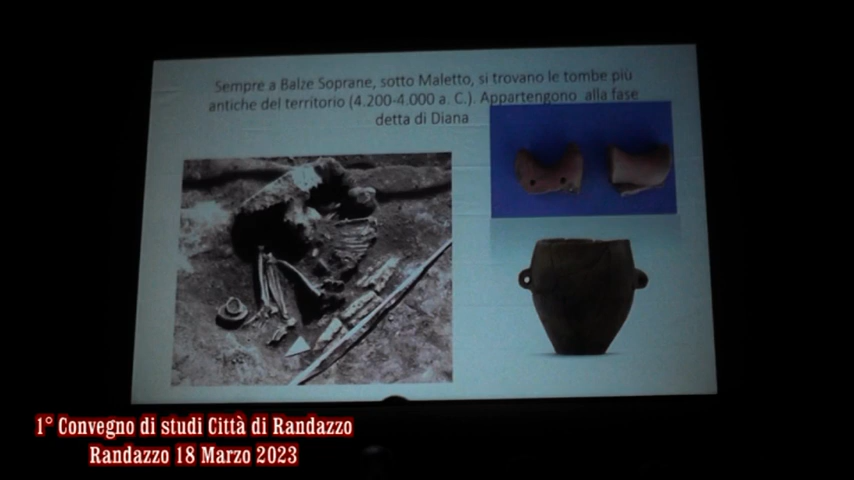 Sempre a Balze Soprane, sotto Maletto, si trovano le tombe più
antiche del territorio (4.200-4.000 a. C.). Appartengono alla fase
detta di Diana
1° Convegno di studi Città di Randazzo
Randazzo 18 Marzo 2023